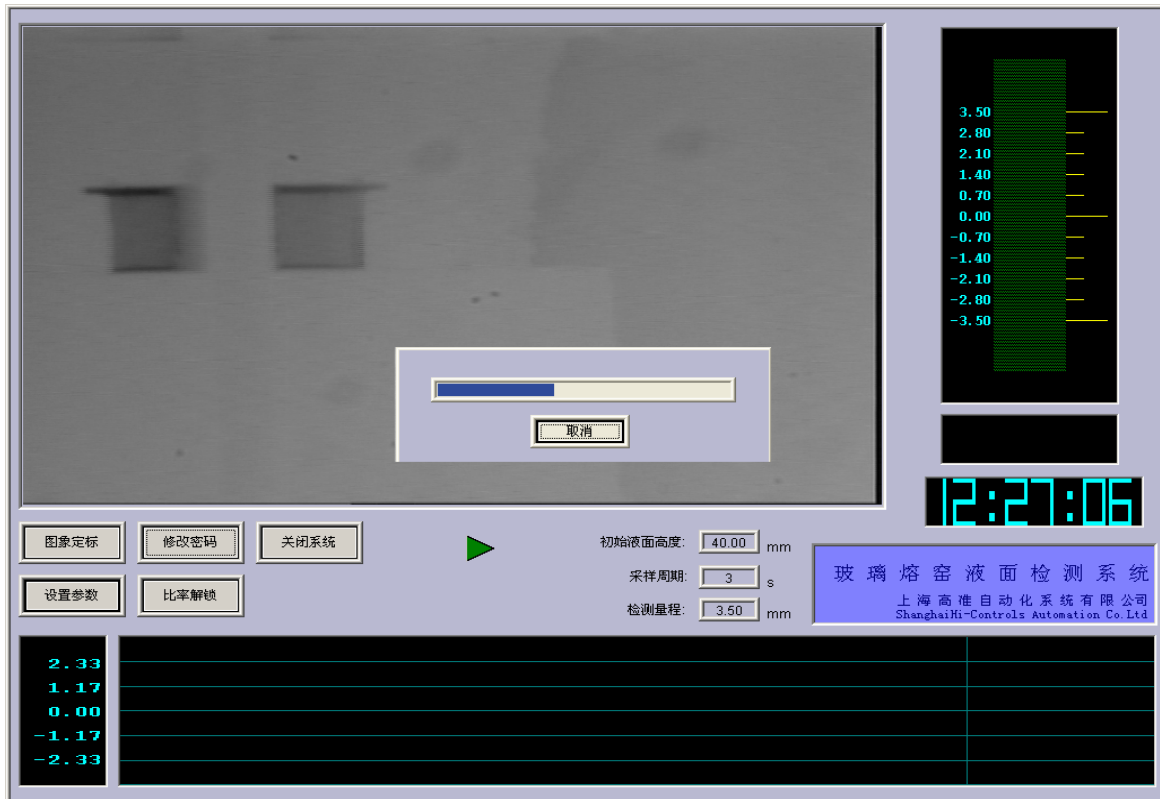 3.50
2.80
2.10
1.40
0.70
0.00
-0.70
-1.40
-2.10
-2.80
-3.50
取消
12:27:06
图象定标
修改密码
关闭系统
设置参数
比率解锁
初始液面高度: 40.00 mm
采样周期: 3 s
检测量程: 3.50 mm
玻璃熔窑液面检测系统
上海高准自动化系统有限公司
ShanghaiHi-Controls Automation Co.Ltd
2.33
1.17
0.00
-1.17
-2.33